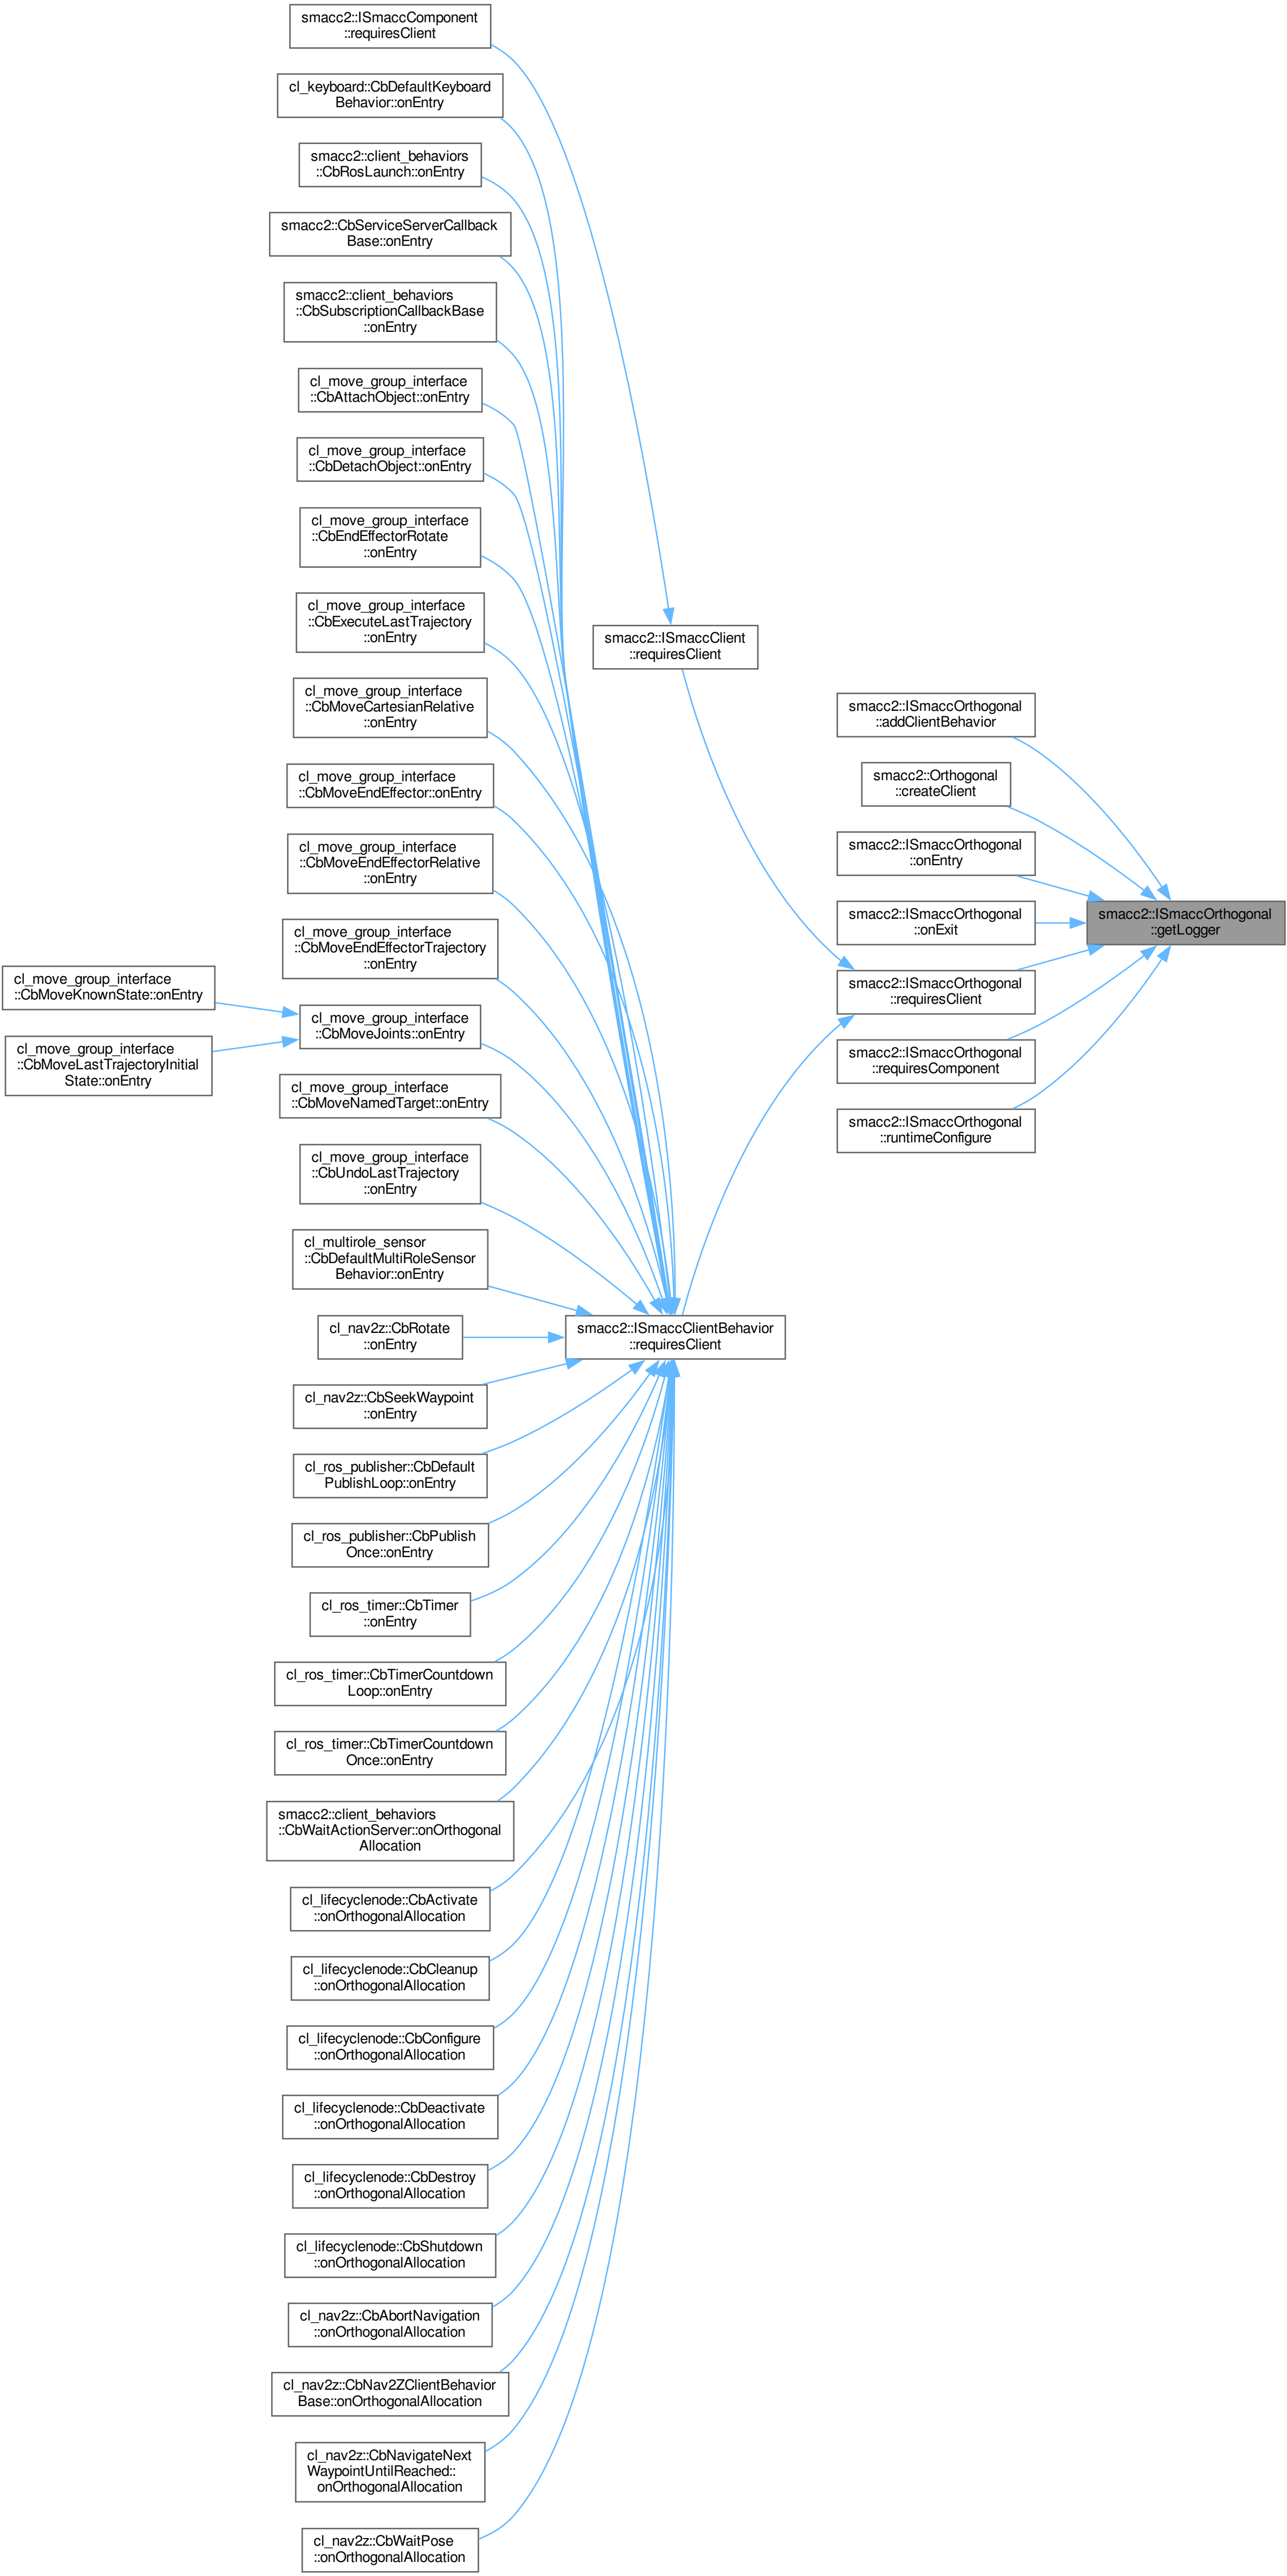 smacc2::ISmaccComponent
::requiresClient
cl_keyboard::CbDefaultKeyboard
Behavior::onEntry
smacc2::client_behaviors
::CbRosLaunch::onEntry
smacc2::CbServiceServerCallback
Base::onEntry
smacc2::client_behaviors
::CbSubscriptionCallbackBase
::onEntry
cl_move_group_interface
::CbAttachObject::onEntry
cl_move_group_interface
::CbDetachObject::onEntry
cl_move_group_interface
::CbEndEffectorRotate
::onEntry
cl_move_group_interface
::CbExecuteLastTrajectory
::onEntry
cl_move_group_interface
::CbMoveCartesianRelative
::onEntry
cl_move_group_interface
::CbMoveEndEffector::onEntry
cl_move_group_interface
::CbMoveEndEffectorRelative
::onEntry
cl_move_group_interface
::CbMoveEndEffectorTrajectory
::onEntry
cl_move_group_interface
::CbMoveKnownState::onEntry
cl_move_group_interface
::CbMoveLastTrajectoryInitial
State::onEntry
cl_move_group_interface
::CbMoveJoints::onEntry
cl_move_group_interface
::CbMoveNamedTarget::onEntry
cl_move_group_interface
::CbUndoLastTrajectory
::onEntry
cl_multirole_sensor
::CbDefaultMultiRoleSensor
Behavior::onEntry
cl_nav2z::CbRotate
::onEntry
cl_nav2z::CbSeekWaypoint
::onEntry
cl_ros_publisher::CbDefault
PublishLoop::onEntry
cl_ros_publisher::CbPublish
Once::onEntry
cl_ros_timer::CbTimer
::onEntry
cl_ros_timer::CbTimerCountdown
Loop::onEntry
cl_ros_timer::CbTimerCountdown
Once::onEntry
smacc2::client_behaviors
::CbWaitActionServer::onOrthogonal
Allocation
cl_lifecyclenode::CbActivate
::onOrthogonalAllocation
cl_lifecyclenode::CbCleanup
::onOrthogonalAllocation
cl_lifecyclenode::CbConfigure
::onOrthogonalAllocation
cl_lifecyclenode::CbDeactivate
::onOrthogonalAllocation
cl_lifecyclenode::CbDestroy
::onOrthogonalAllocation
cl_lifecyclenode::CbShutdown
::onOrthogonalAllocation
cl_nav2z::CbAbortNavigation
::onOrthogonalAllocation
cl_nav2z::CbNav2ZClientBehavior
Base::onOrthogonalAllocation
cl_nav2z::CbNavigateNext
WaypointUntilReached::
onOrthogonalAllocation
cl_nav2z::CbWaitPose
::onOrthogonalAllocation
smacc2::ISmaccClient
::requiresClient
smacc2::ISmaccClientBehavior
::requiresClient
smacc2::ISmaccOrthogonal
::addClientBehavior
smacc2::Orthogonal
::createClient
smacc2::ISmaccOrthogonal
::onEntry
smacc2::ISmaccOrthogonal
::onExit
smacc2::ISmaccOrthogonal
::requiresClient
smacc2::ISmaccOrthogonal
::requiresComponent
smacc2::ISmaccOrthogonal
::runtimeConfigure
smacc2::ISmaccOrthogonal
::getLogger